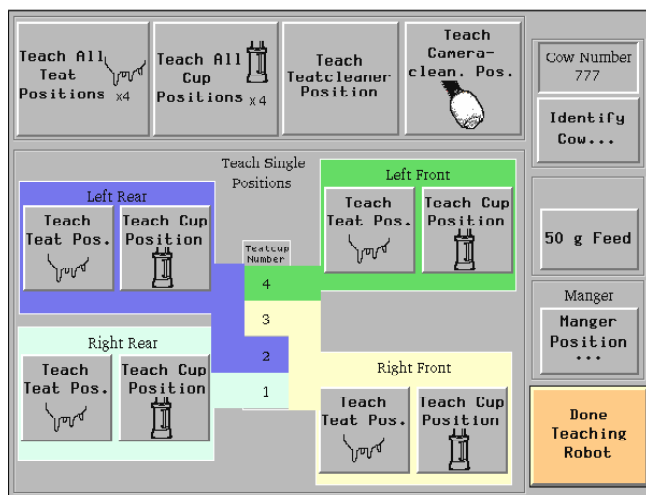 Teach All
Teat
Positions x4
Teach All
Cup
Positions x4
Teach
Teatcleaner
Position
Teach
Camera-
clean. Pos.
Cow Number
777
Identify
Cow...
50 g Feed
Manger
Manger
Position
...
Done
Teaching
Robot
Teach Single
Positions
Left Rear
Teach
Teat Pos.
Teach Cup
Position
Left Front
Teach
Teat Pos.
Teach Cup
Position
Teatcup
Number
4
3
2
1
Right Rear
Teach
Teat Pos.
Teach Cup
Position
Right Front
Teach
Teat Pos.
Teach Cup
Position